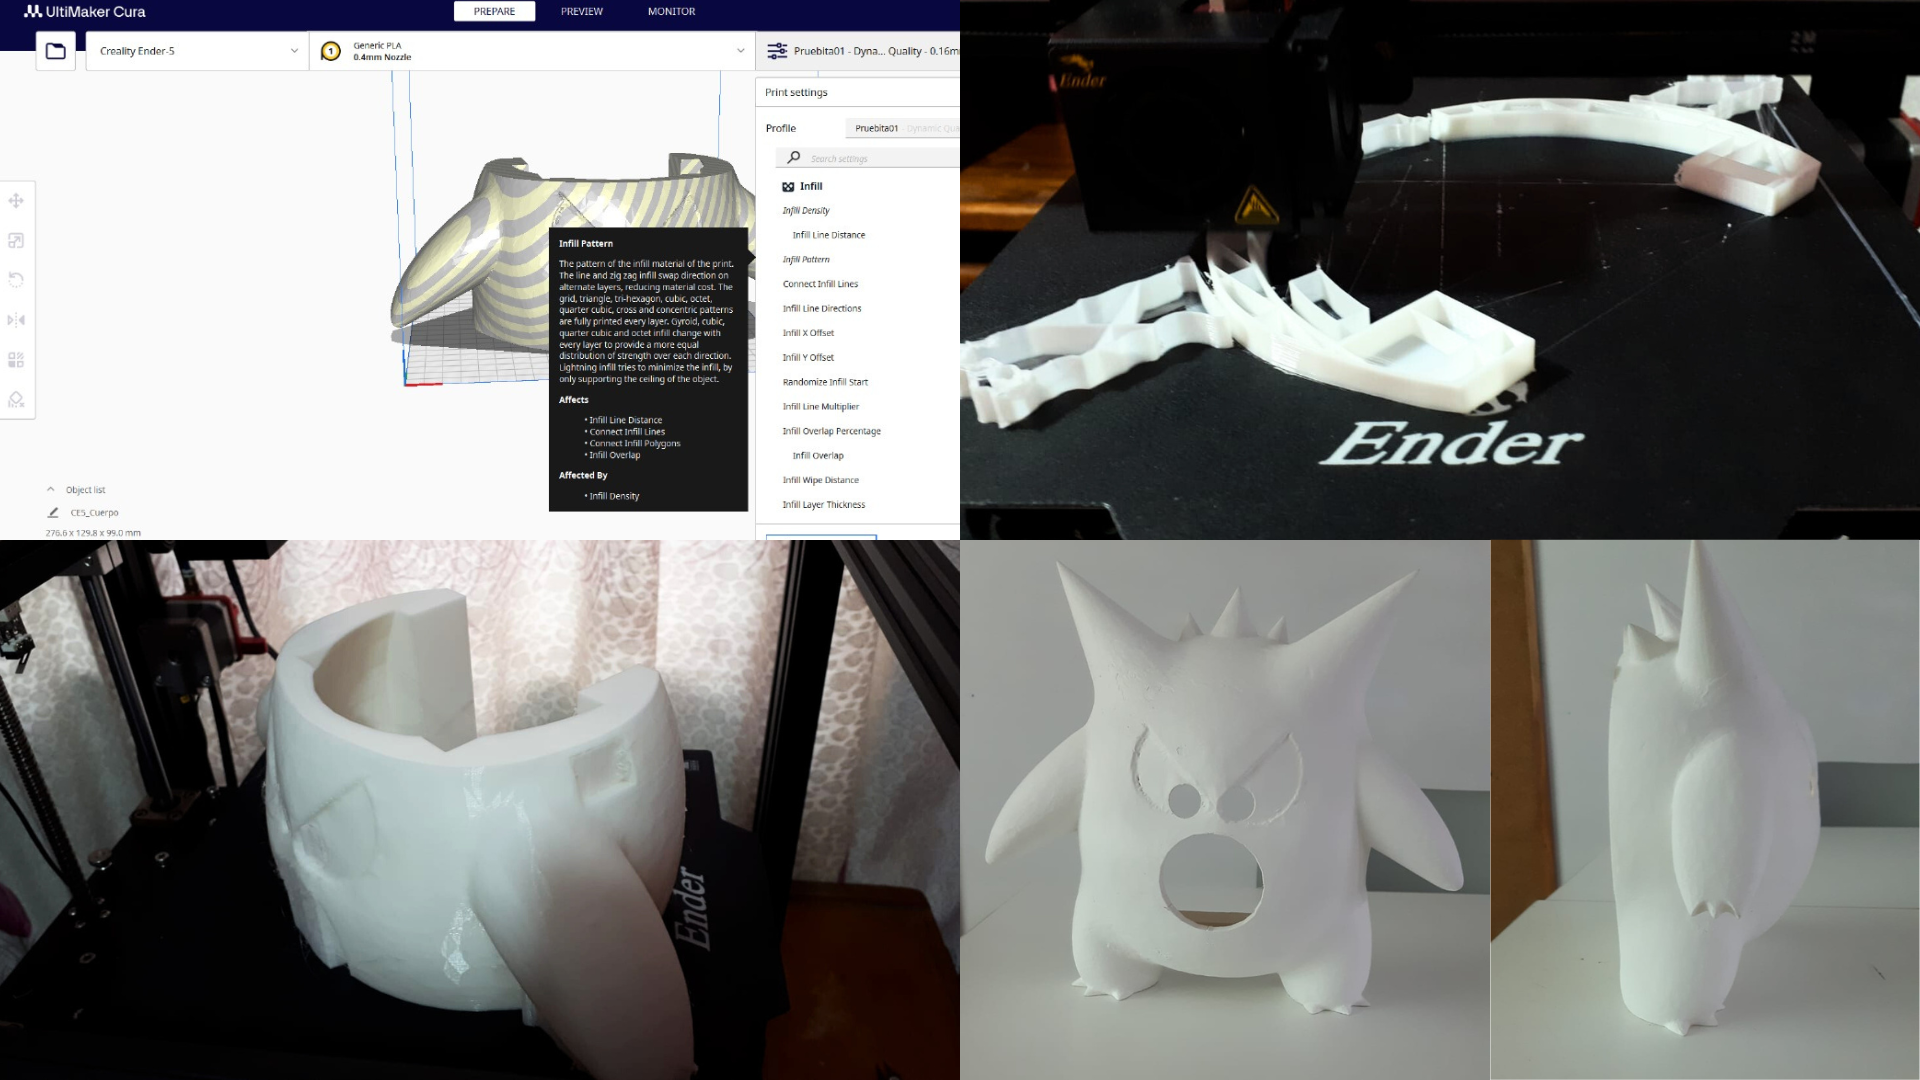 UltiMaker Cura
PREPARE
PREVIEW
MONITOR
Creality Ender-5
1
Generic PLA
0.4mm Nozzle
Pruebita01 - Dyna... Quality - 0.16m
Print settings
Profile
Pruebita01 - Dynamic Qua
Search settings
Infill
Infill Density
Infill Line Distance
Infill Pattern
Connect Infill Lines
Infill Line Directions
Infill X Offset
Infill Y Offset
Randomize Infill Start
Infill Line Multiplier
Infill Overlap Percentage
Infill Overlap
Infill Wipe Distance
Infill Layer Thickness
Infill Pattern
The pattern of the infill material of the print.
The line and zig zag infill swap direction on
alternate layers, reducing material cost. The
grid, triangle, tri-hexagon, cubic, octet,
quarter cubic, cross and concentric patterns
are fully printed every layer. Gyroid, cubic,
quarter cubic and octet infill change with
every layer to provide a more equal
distribution of strength over each direction.
Lightning infill tries to minimize the infill, by
only supporting the ceiling of the object.
Affects
• Infill Line Distance
• Connect Infill Lines
• Connect Infill Polygons
• Infill Overlap
Affected By
• Infill Density
Object list
CE5_Cuerpo
276.6 x 129.8 x 99.0 mm
Ender
Ender
Ender